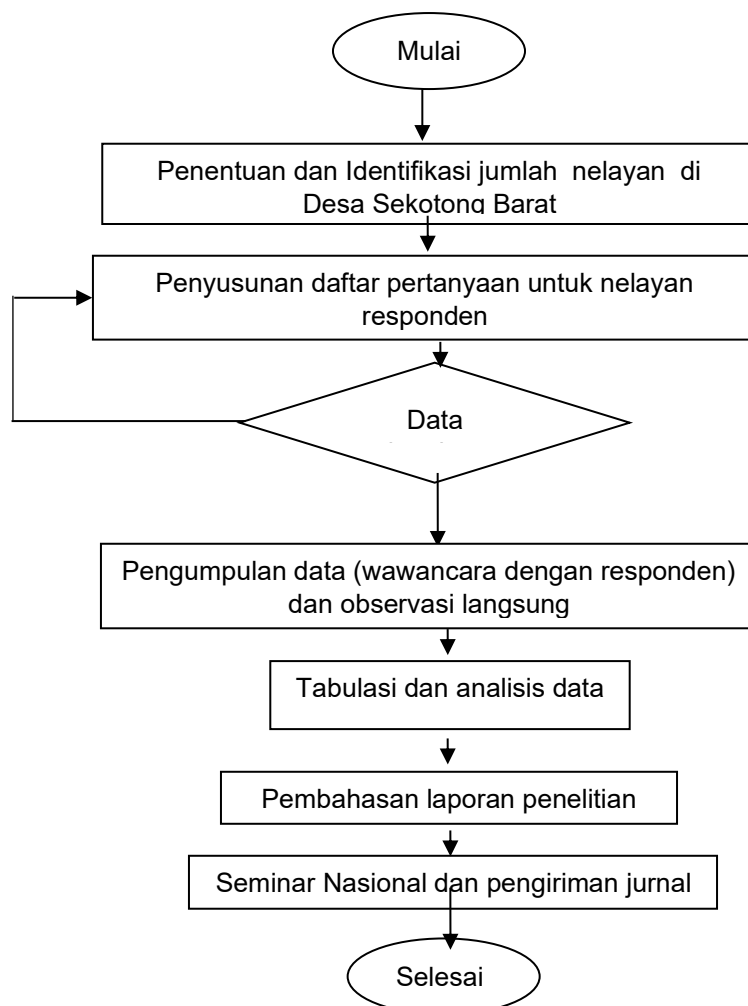 Mulai
Penentuan dan Identifikasi jumlah nelayan di
Desa Sekotong Barat
Penyusunan daftar pertanyaan untuk nelayan
responden
Data
Pengumpulan data (wawancara dengan responden)
dan observasi langsung
Tabulasi dan analisis data
Pembahasan laporan penelitian
Seminar Nasional dan pengiriman jurnal
Selesai